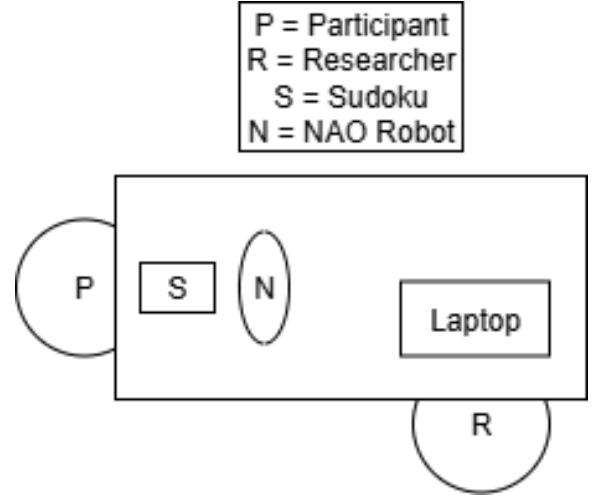 P = Participant
R = Researcher
S = Sudoku
N = NAO Robot
P
S
N
Laptop
R